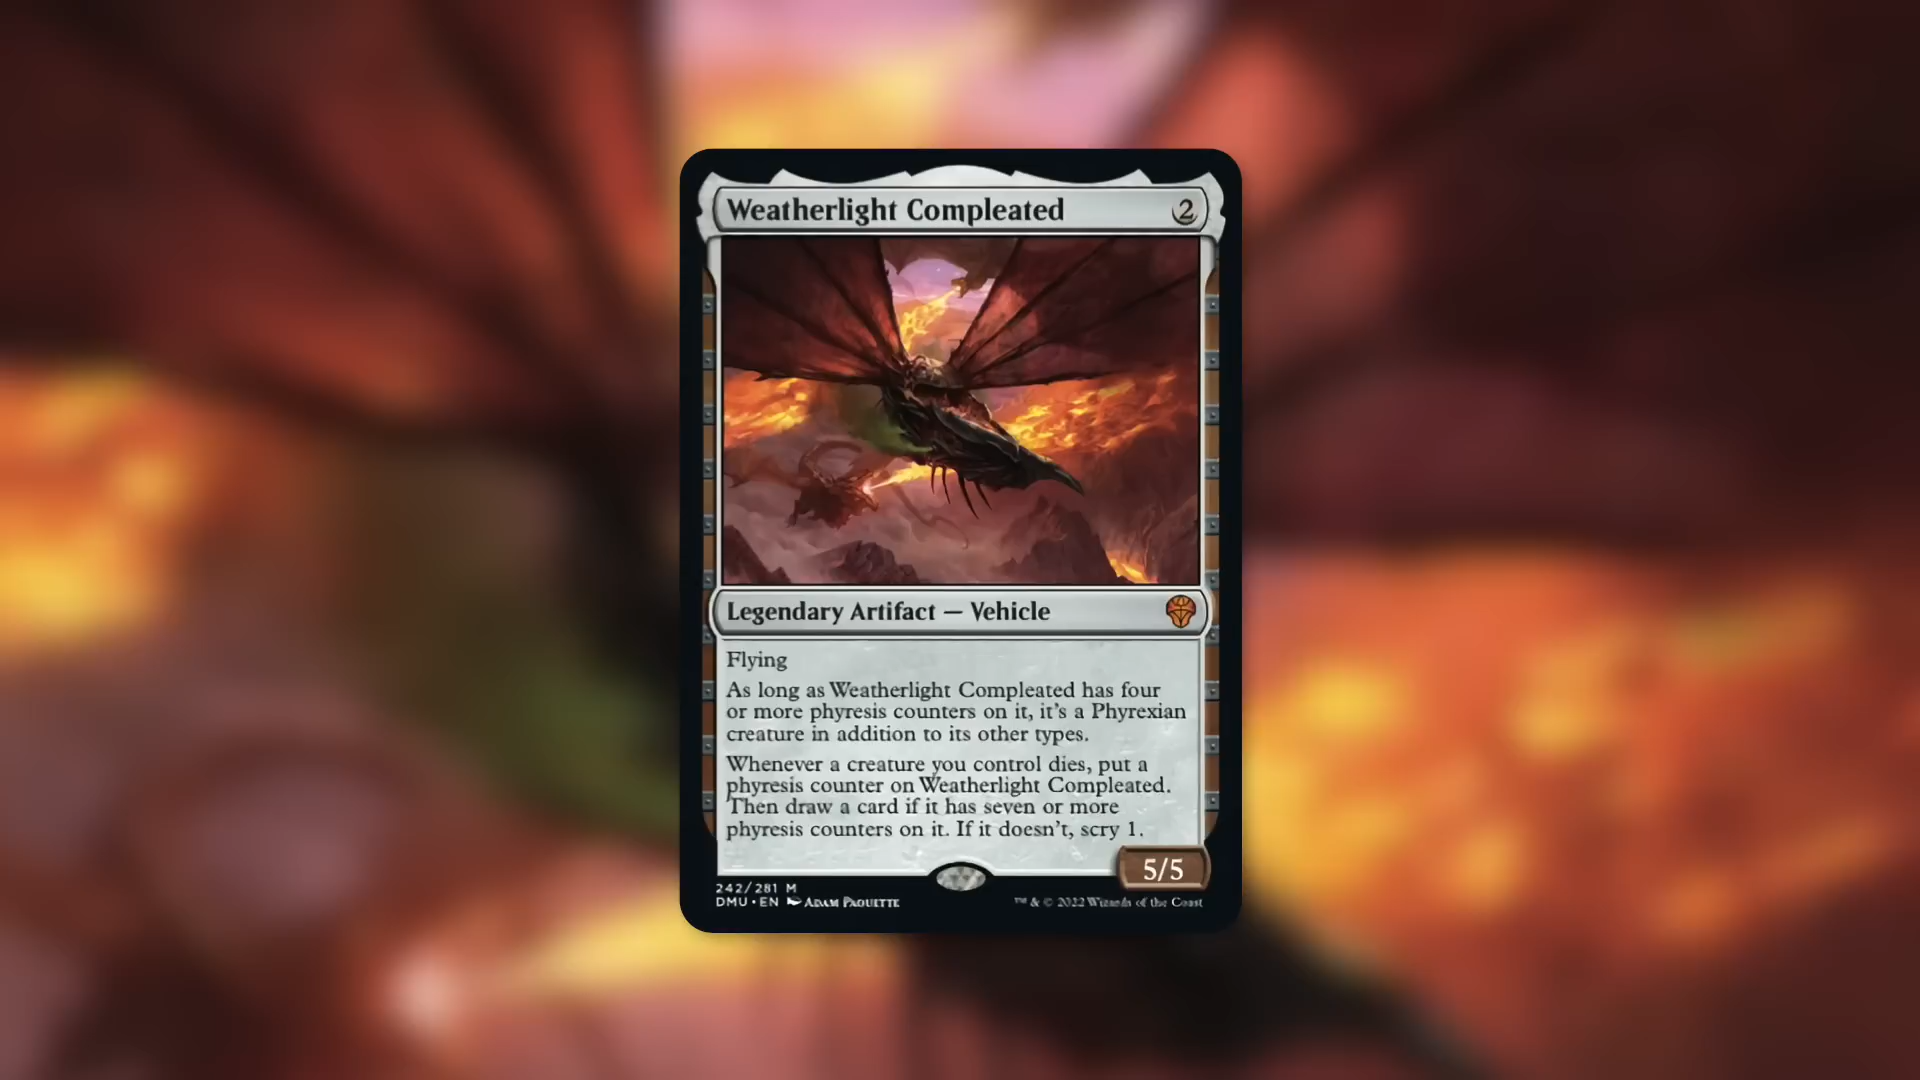 Weatherlight Compleated 2
Legendary Artifact — Vehicle
Flying
As long as Weatherlight Compleated has four
or more phyresis counters on it, it's a Phyrexian
creature in addition to its other types.
Whenever a creature you control dies, put a
phyresis counter on Weatherlight Compleated.
Then draw a card if it has seven or more
phyresis counters on it. If it doesn't, scry 1.
5/5
242/281 M
DMU • EN ADAM PAQUETTE
™ & © 2022 Wizards of the Coast